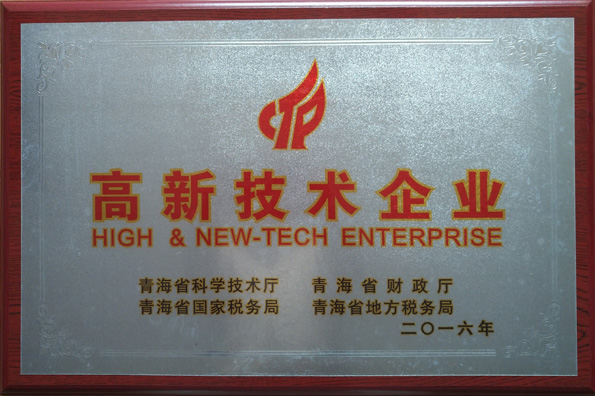 高新技术企业
HIGH & NEW-TECH ENTERPRISE
青海省科学技术厅 青海省财政厅
青海省国家税务局 青海省地方税务局
二〇一六年